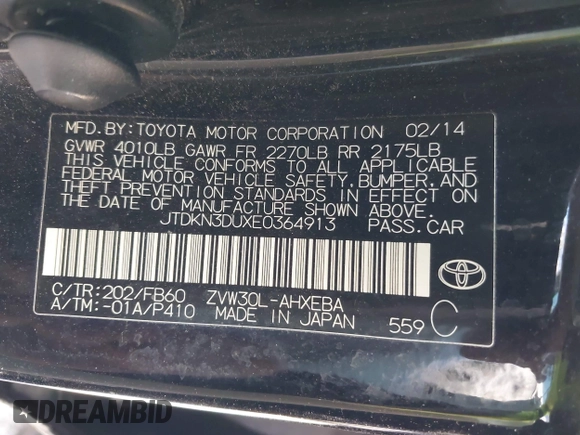 MFD.BY:TOYOTA MOTOR CORPORATION 02/14
GVWR 4010LB GAWR FR 2270LB RR 2175LB
THIS VEHICLE CONFORMS TO ALL APPLICABLE
FEDERAL MOTOR VEHICLE SAFETY,BUMPER,AND
THEFT PREVENTION STANDARDS IN EFFECT ON
THE DATE OF MANUFACTURE SHOWN ABOVE.
JTDKN3DUXE0364913 PASS.CAR
C/TR:202/FB60 ZVW30L-AHXEBA
A/TM:-01A/P410 MADE IN JAPAN 559 C
DREAMBID